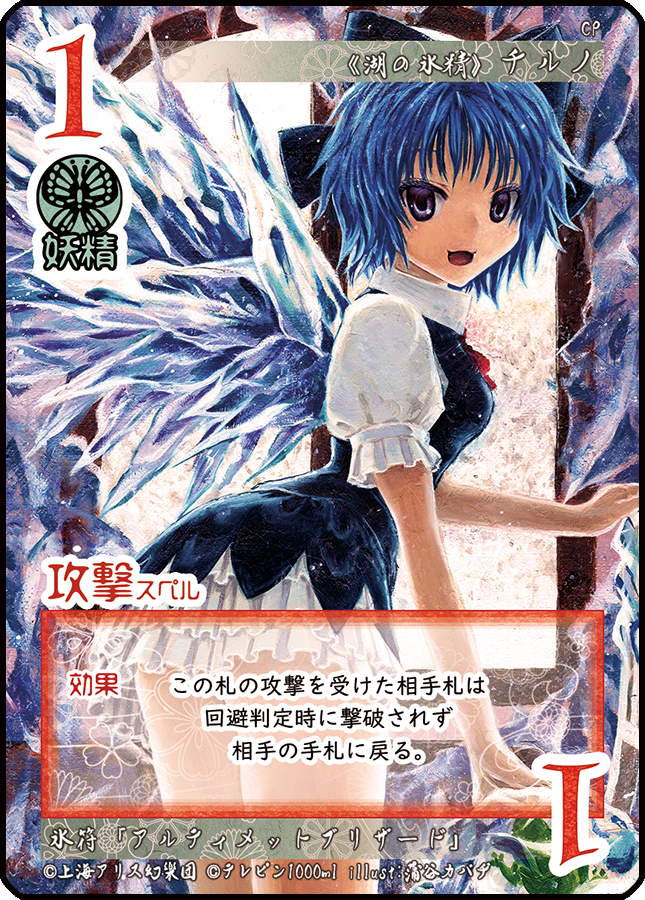 CP
1
《湖の氷精》チルノ
妖精
攻撃スペル
効果
この札の攻撃を受けた相手札は
回避判定時に撃破されず
相手の手札に戻る。
1
氷符「アルティメットブリザード」
©上海アリス幻樂団 ©テレピン1000ml illust:蒲谷カバヂ